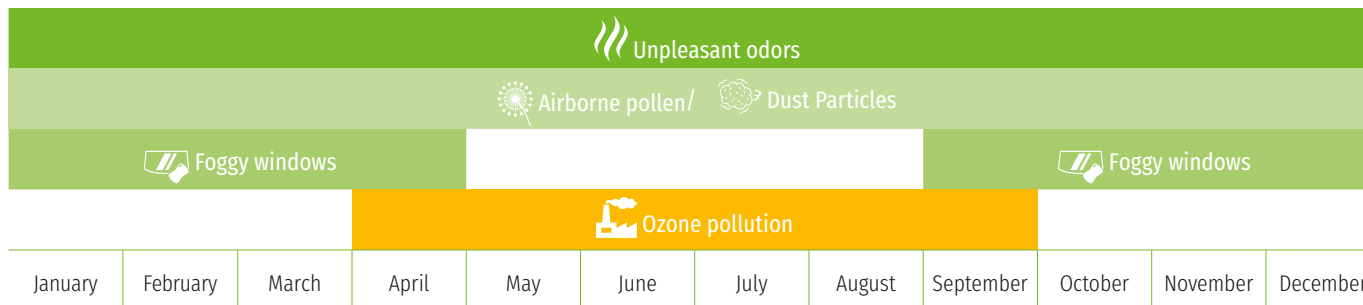 Unpleasant odors
Airborne pollen/ Dust Particles
Foggy windows Foggy windows
Ozone pollution
January February March April May June July August September October November December